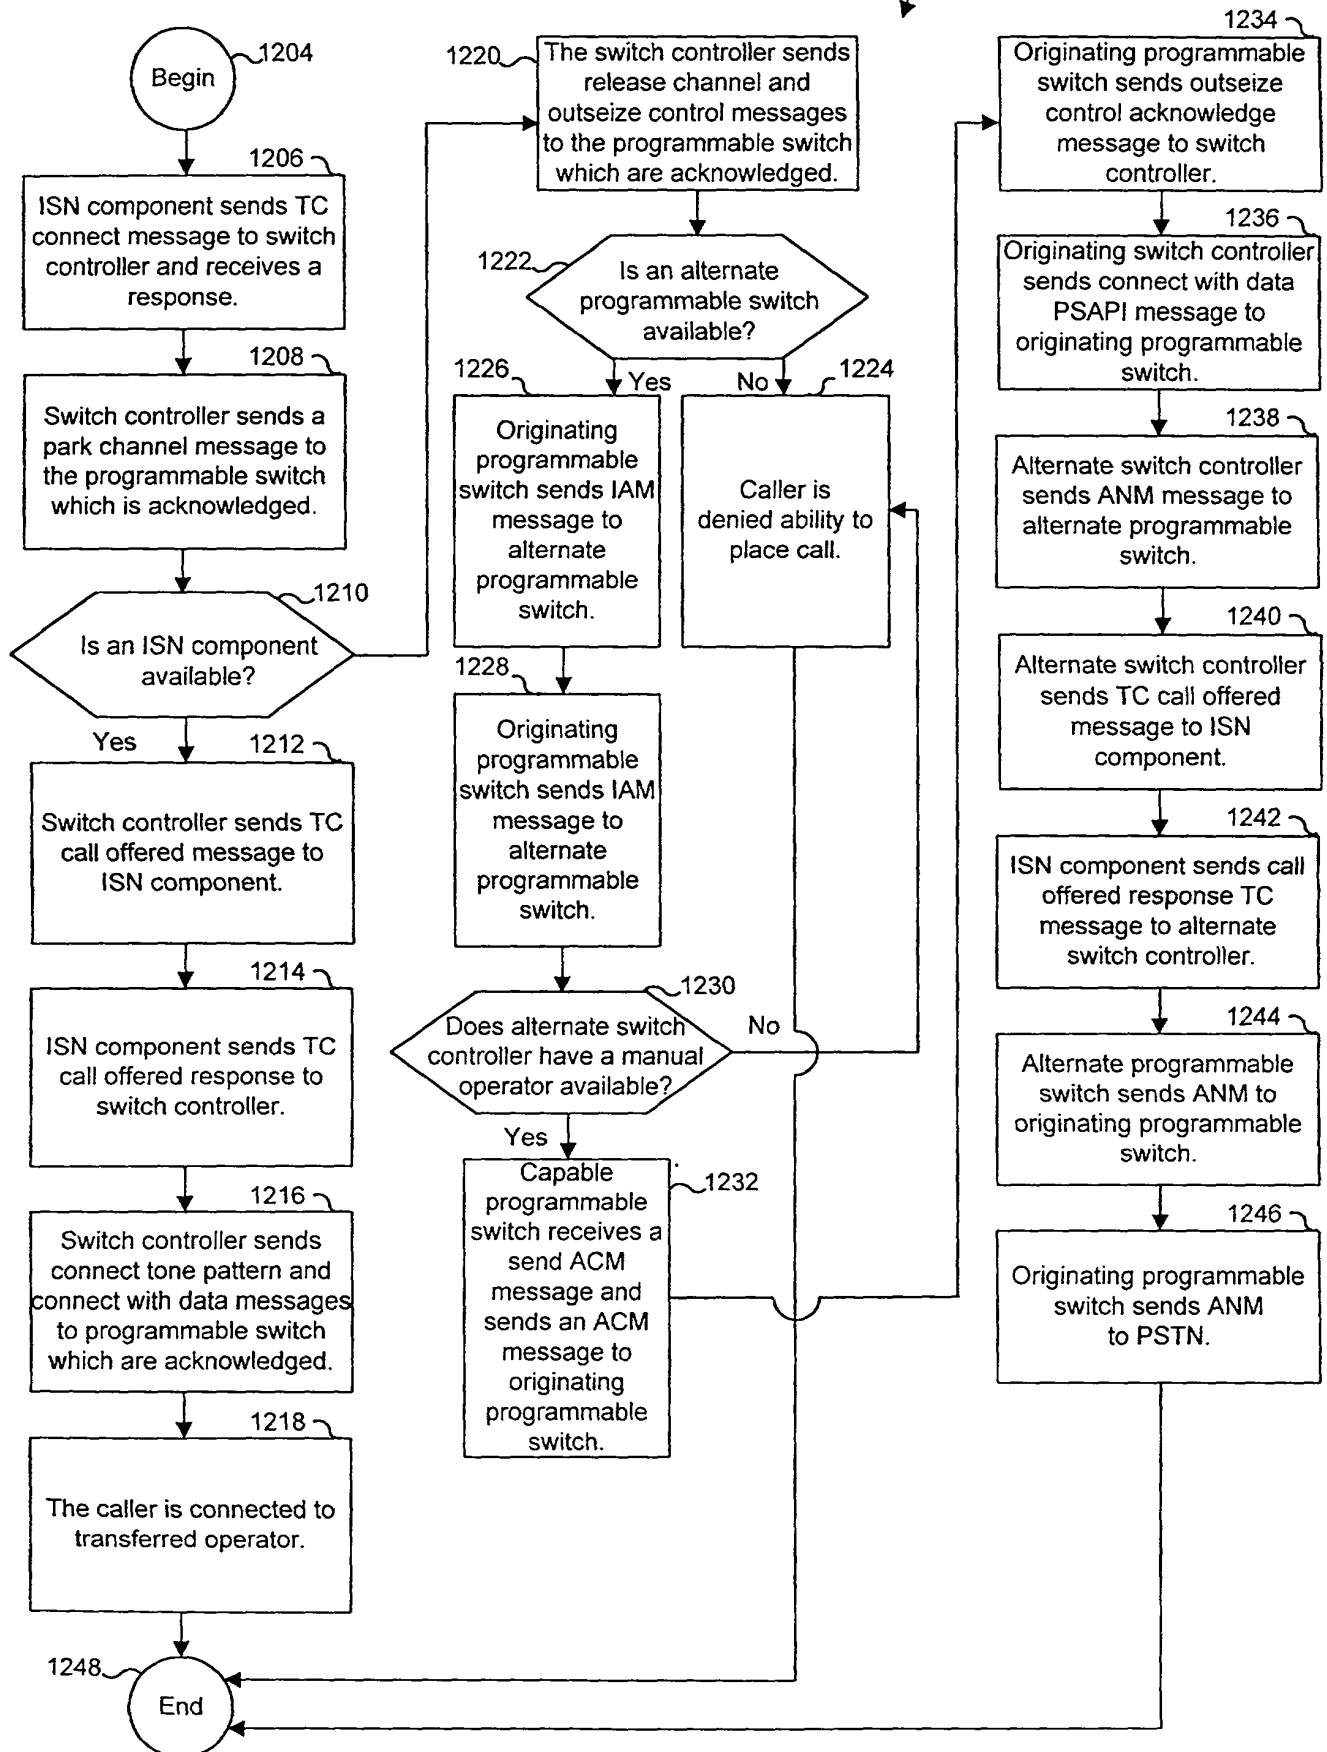 1204
Begin
1206
ISN component sends TC
connect message to switch
controller and receives a
response.
1208
Switch controller sends a
park channel message to
the programmable switch
which is acknowledged.
1210
Is an ISN component
available?
Yes
1212
Switch controller sends TC
call offered message to
ISN component.
1214
ISN component sends TC
call offered response to
switch controller.
1216
Switch controller sends
connect tone pattern and
connect with data messages
to programmable switch
which are acknowledged.
1218
The caller is connected to
transferred operator.
1248
End
1220
The switch controller sends
release channel and
outseize control messages
to the programmable switch
which are acknowledged.
1222
Is an alternate
programmable switch
available?
1226
Yes
No
1224
Originating
programmable
switch sends IAM
message to
alternate
programmable
switch.
Caller is
denied ability to
place call.
1228
Originating
programmable
switch sends IAM
message to
alternate
programmable
switch.
1230
Does alternate switch
controller have a manual
operator available?
No
Yes
1232
Capable
programmable
switch receives a
send ACM
message and
sends an ACM
message to
originating
programmable
switch.
1234
Originating programmable
switch sends outseize
control acknowledge
message to switch
controller.
1236
Originating switch controller
sends connect with data
PSAPI message to
originating programmable
switch.
1238
Alternate switch controller
sends ANM message to
alternate programmable
switch.
1240
Alternate switch controller
sends TC call offered
message to ISN
component.
1242
ISN component sends call
offered response TC
message to alternate
switch controller.
1244
Alternate programmable
switch sends ANM to
originating programmable
switch.
1246
Originating programmable
switch sends ANM
to PSTN.